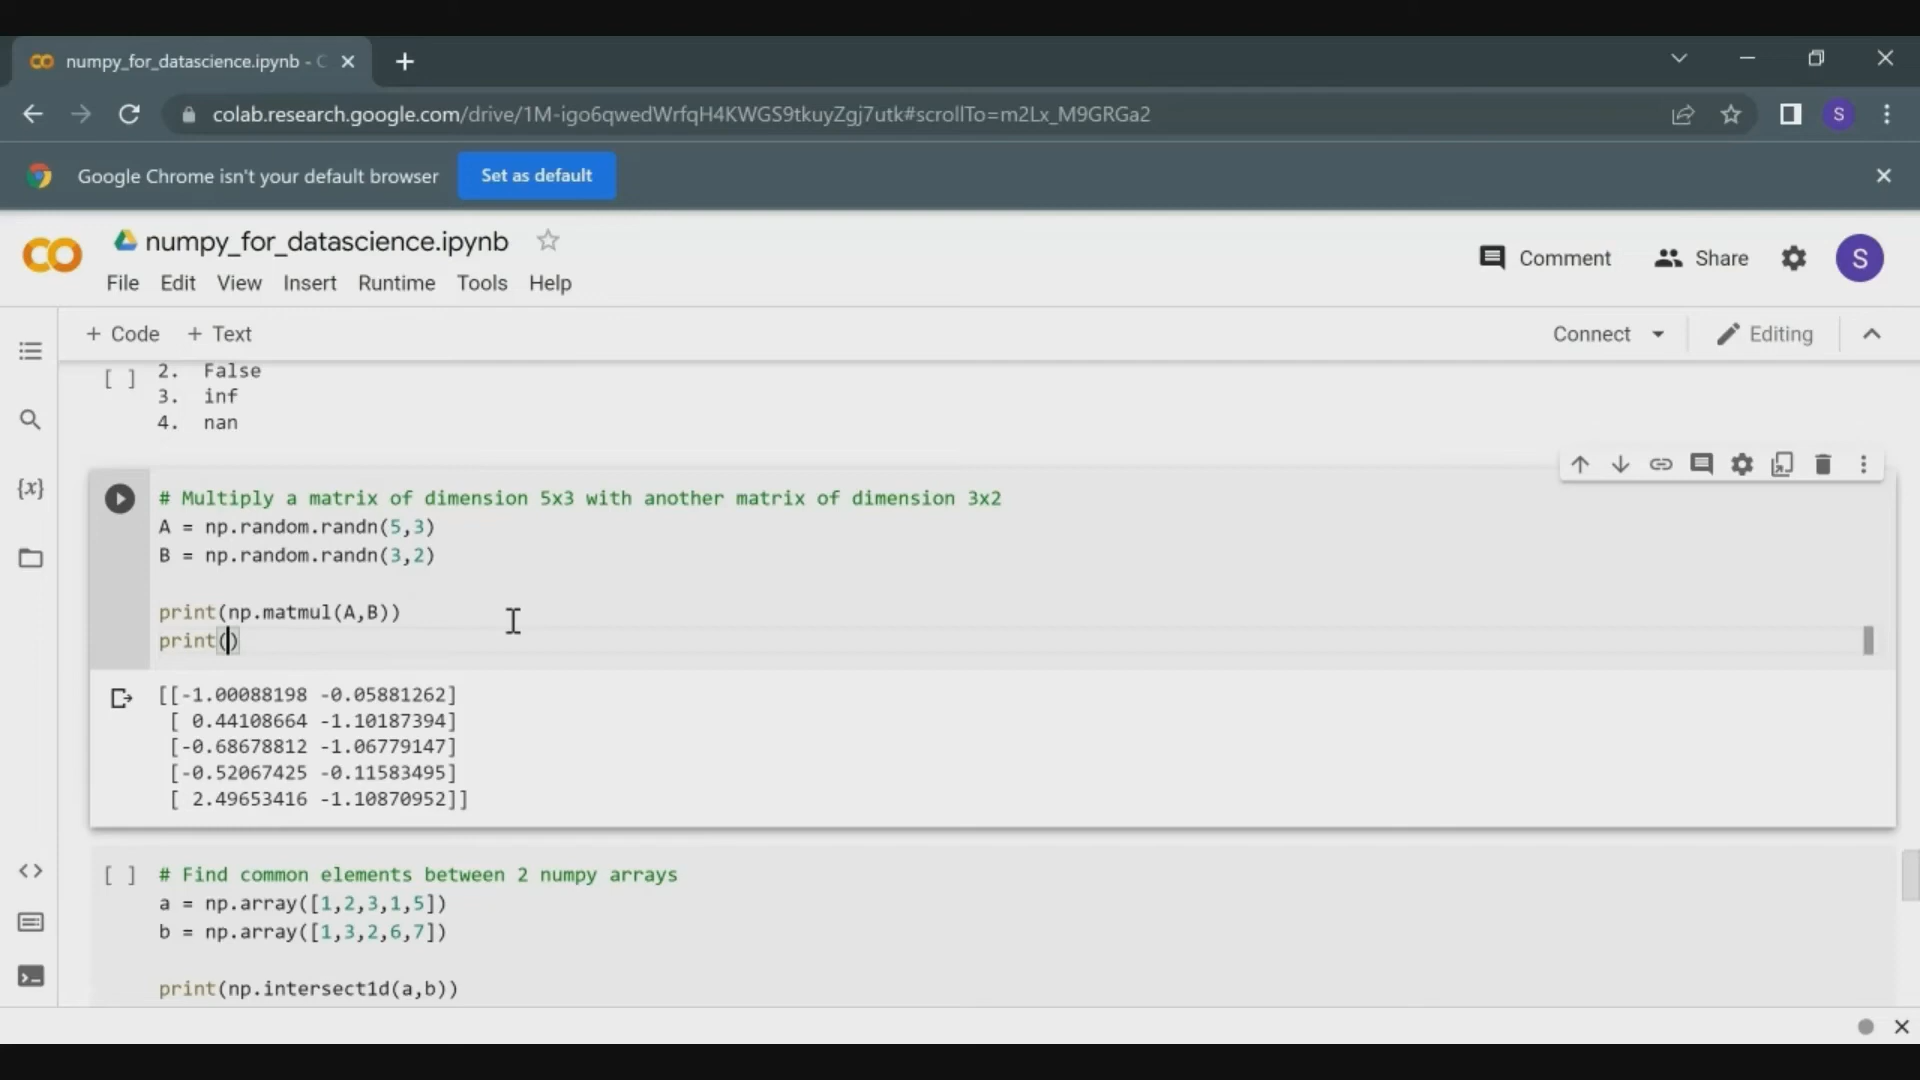 numpy_for_datascience.ipynb - C
colab.research.google.com/drive/1M-igo6qwedWrfqH4KWGS9tkuyZgj7utk#scrollTo=m2Lx_M9GRGa2
S
Google Chrome isn't your default browser
Set as default
numpy_for_datascience.ipynb
Comment
Share
S
File Edit View Insert Runtime Tools Help
+ Code + Text
Connect
Editing
[ ]
2. False
3. inf
4. nan
{x}
# Multiply a matrix of dimension 5x3 with another matrix of dimension 3x2
A = np.random.randn(5,3)
B = np.random.randn(3,2)
print(np.matmul(A,B))
print()
[[-1.00088198 -0.05881262]
[ 0.44108664 -1.10187394]
[-0.68678812 -1.06779147]
[-0.52067425 -0.11583495]
[ 2.49653416 -1.10870952]]
[ ] # Find common elements between 2 numpy arrays
a = np.array([1,2,3,1,5])
b = np.array([1,3,2,6,7])
print(np.intersect1d(a,b))